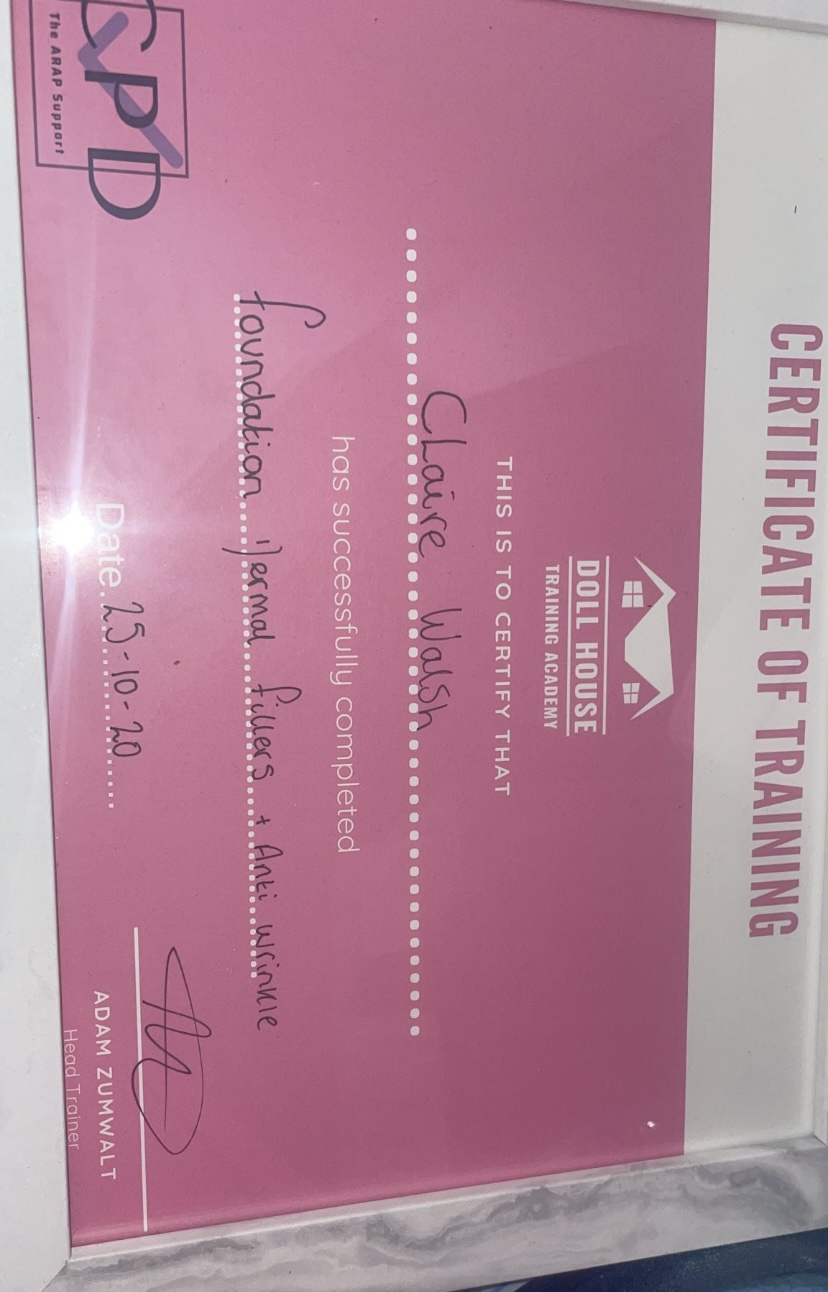 CERTIFICATE OF TRAINING
DOLL HOUSE
TRAINING ACADEMY
THIS IS TO CERTIFY THAT
Claire Walsh
has successfully completed
foundation Dermal fillers + Anti wrinkle
Date 25-10-20
ADAM ZUMWALT
Head Trainer
CPD
The ARAP Support